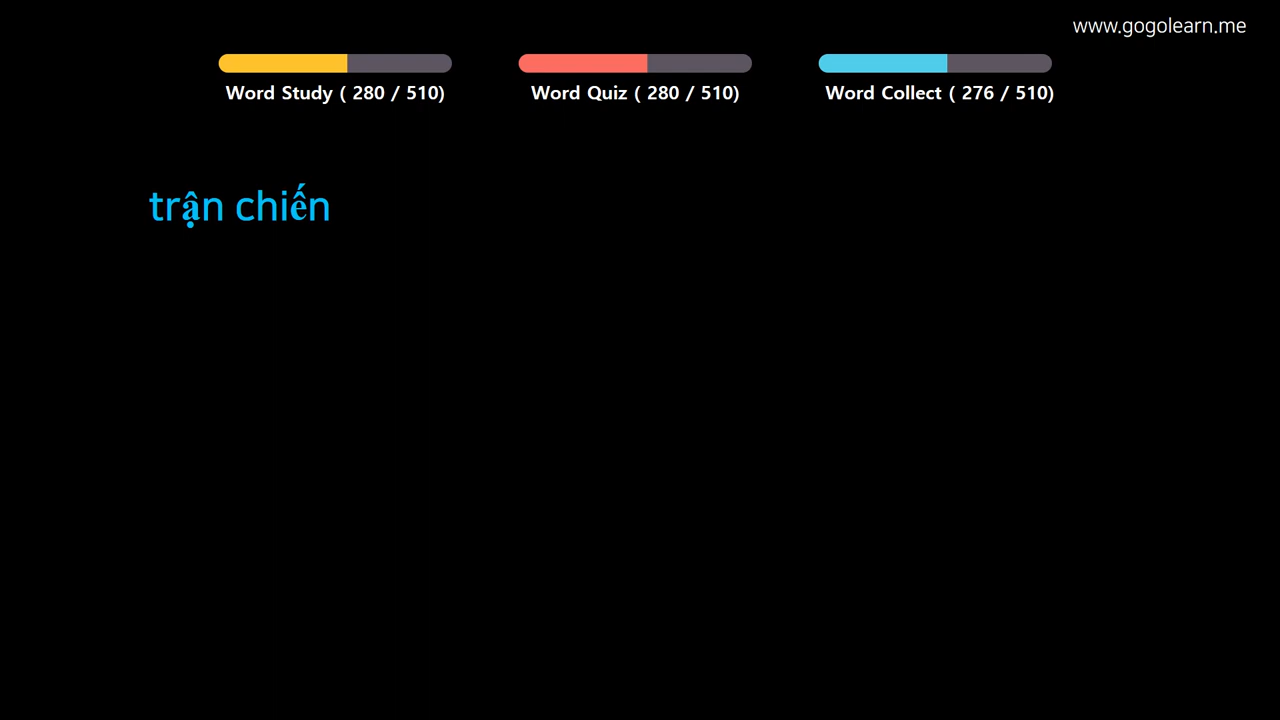 www.gogolearn.me
Word Study ( 280 / 510)
Word Quiz ( 280 / 510)
Word Collect ( 276 / 510)
trận chiến